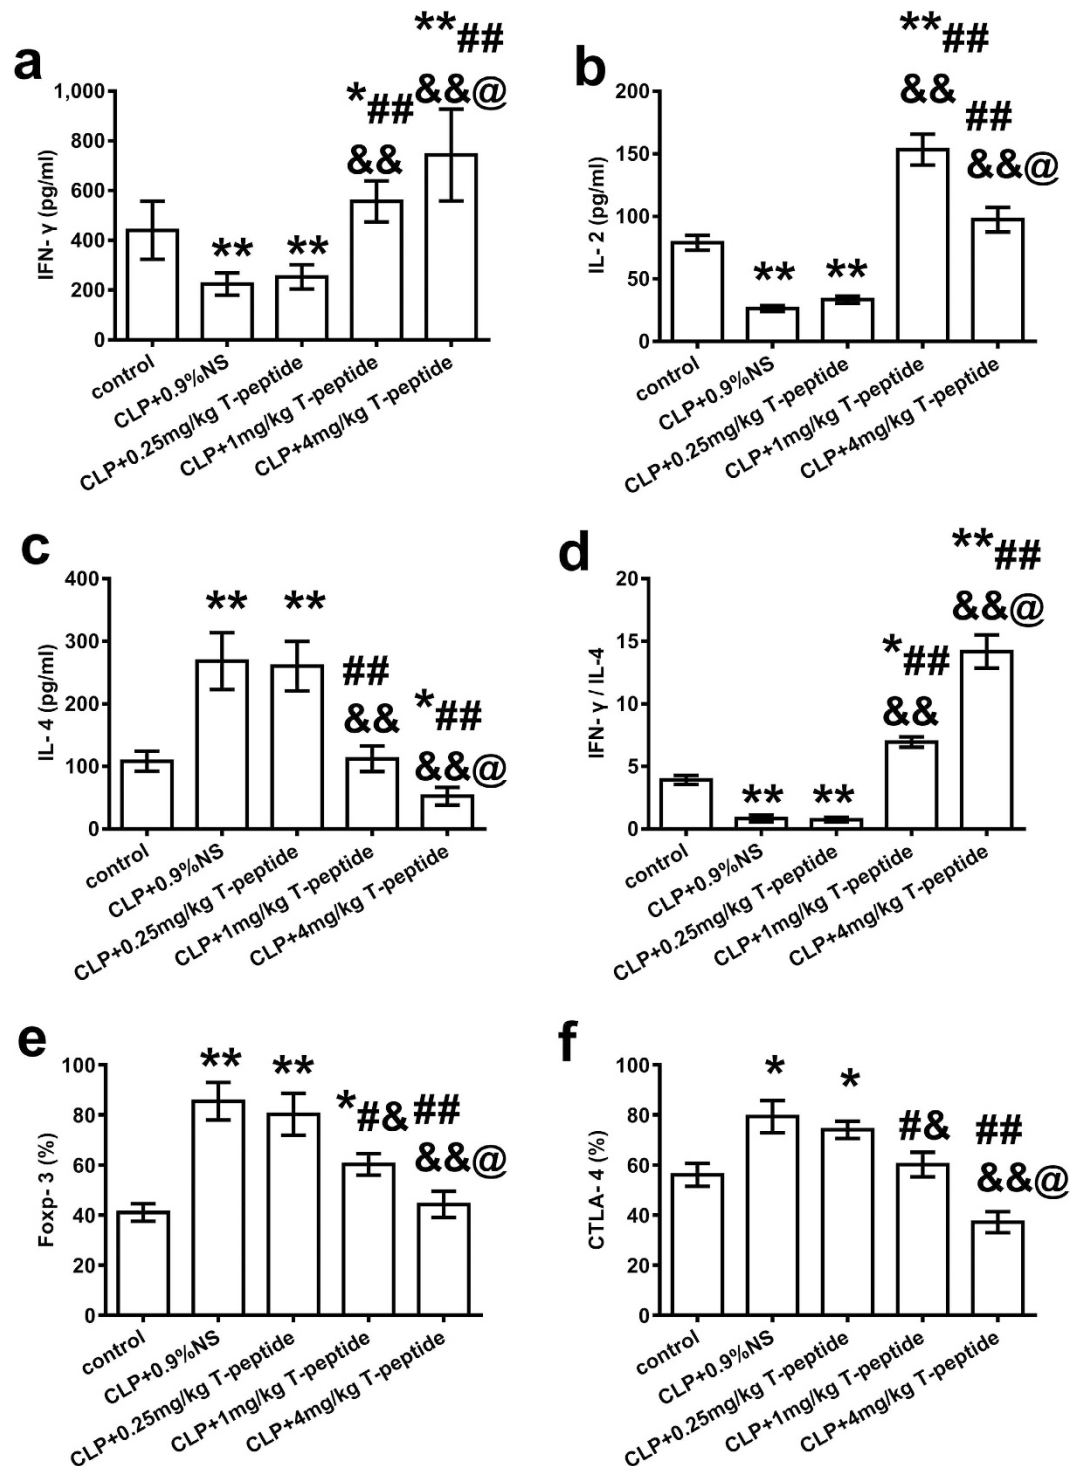 a
**##
&&@
*##
&&
**
**
IFN- γ (pg/ml)
1,000
800
600
400
200
0
control
CLP+0.9%NS
CLP+0.25mg/kg T-peptide
CLP+1mg/kg T-peptide
CLP+4mg/kg T-peptide
b
**##
&&
##
&&@
**
**
IL- 2 (pg/ml)
200
150
100
50
0
control
CLP+0.9%NS
CLP+0.25mg/kg T-peptide
CLP+1mg/kg T-peptide
CLP+4mg/kg T-peptide
c
**
**
##
&&
*##
&&@
IL- 4 (pg/ml)
400
300
200
100
0
control
CLP+0.9%NS
CLP+0.25mg/kg T-peptide
CLP+1mg/kg T-peptide
CLP+4mg/kg T-peptide
d
**##
&&@
*##
&&
**
**
IFN- γ / IL-4
20
15
10
5
0
control
CLP+0.9%NS
CLP+0.25mg/kg T-peptide
CLP+1mg/kg T-peptide
CLP+4mg/kg T-peptide
e
**
**
*#&
##
&&@
Foxp- 3 (%)
100
80
60
40
20
0
control
CLP+0.9%NS
CLP+0.25mg/kg T-peptide
CLP+1mg/kg T-peptide
CLP+4mg/kg T-peptide
f
*
*
#&
##
&&@
CTLA- 4 (%)
100
80
60
40
20
0
control
CLP+0.9%NS
CLP+0.25mg/kg T-peptide
CLP+1mg/kg T-peptide
CLP+4mg/kg T-peptide